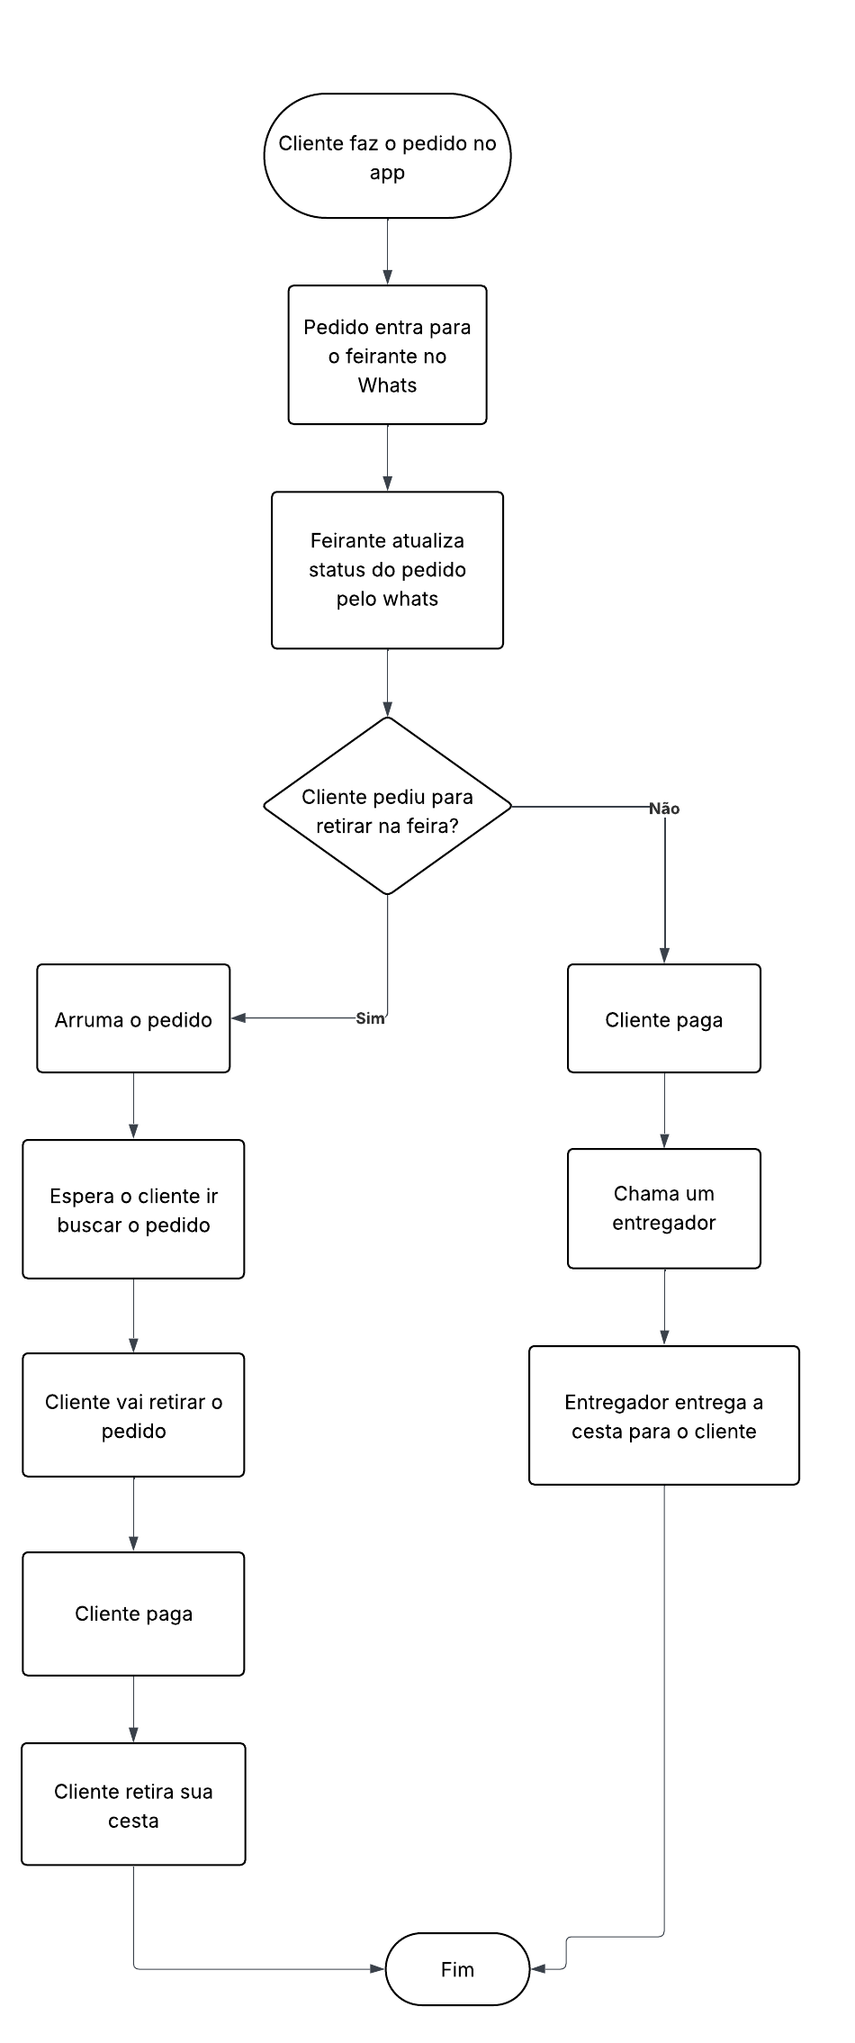 Cliente faz o pedido no
app
Pedido entra para
o feirante no
Whats
Feirante atualiza
status do pedido
pelo whats
Cliente pediu para
retirar na feira?
Não
Sim
Arruma o pedido
Espera o cliente ir
buscar o pedido
Cliente vai retirar o
pedido
Cliente paga
Cliente retira sua
cesta
Cliente paga
Chama um
entregador
Entregador entrega a
cesta para o cliente
Fim